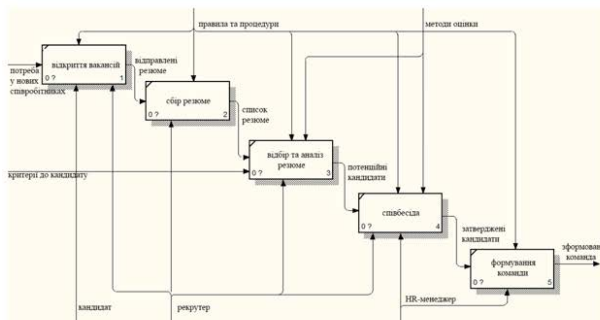 правила та процедури
методи оцінки
потреба
у нових
співробітниках
відкриття вакансій
0 ?
1
відправлені
резюме
збір резюме
0 ?
2
список
резюме
відбір та аналіз
резюме
0 ?
3
критерії до кандидату
потенційні
кандидати
співбесіда
0 ?
4
затверджені
кандидати
формування
команди
0 ?
5
зформован
команда
кандидат
рекрутер
HR-менеджер